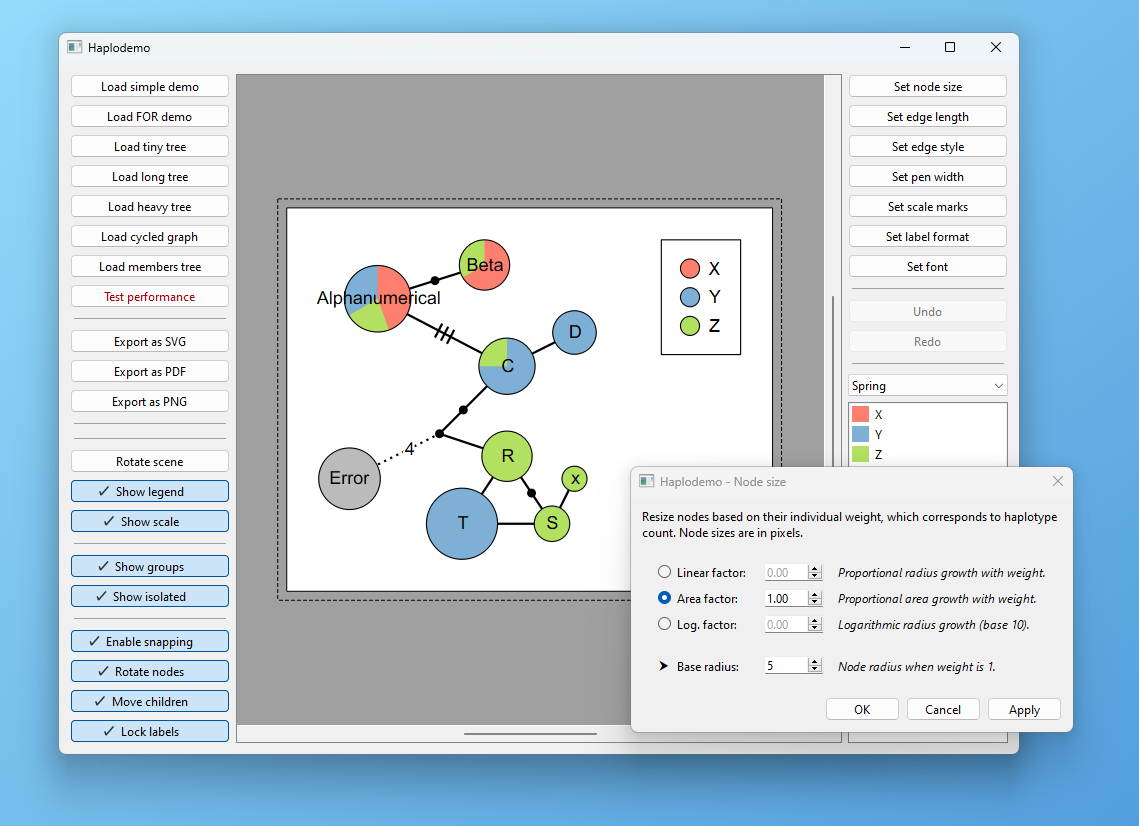 Haplodemo
Load simple demo
Load FOR demo
Load tiny tree
Load long tree
Load heavy tree
Load cycled graph
Load members tree
Test performance
Export as SVG
Export as PDF
Export as PNG
Rotate scene
✓ Show legend
✓ Show scale
✓ Show groups
✓ Show isolated
✓ Enable snapping
✓ Rotate nodes
✓ Move children
✓ Lock labels
Beta
Alphanumerical
D
C
4
R
Error
x
T
S
X
Y
Z
Set node size
Set edge length
Set edge style
Set pen width
Set scale marks
Set label format
Set font
Undo
Redo
Spring
X
Y
Z
Haplodemo - Node size
Resize nodes based on their individual weight, which corresponds to haplotype
count. Node sizes are in pixels.
Linear factor: 0.00 Proportional radius growth with weight.
Area factor: 1.00 Proportional area growth with weight.
Log. factor: 0.00 Logarithmic radius growth (base 10).
Base radius: 5 Node radius when weight is 1.
OK Cancel Apply